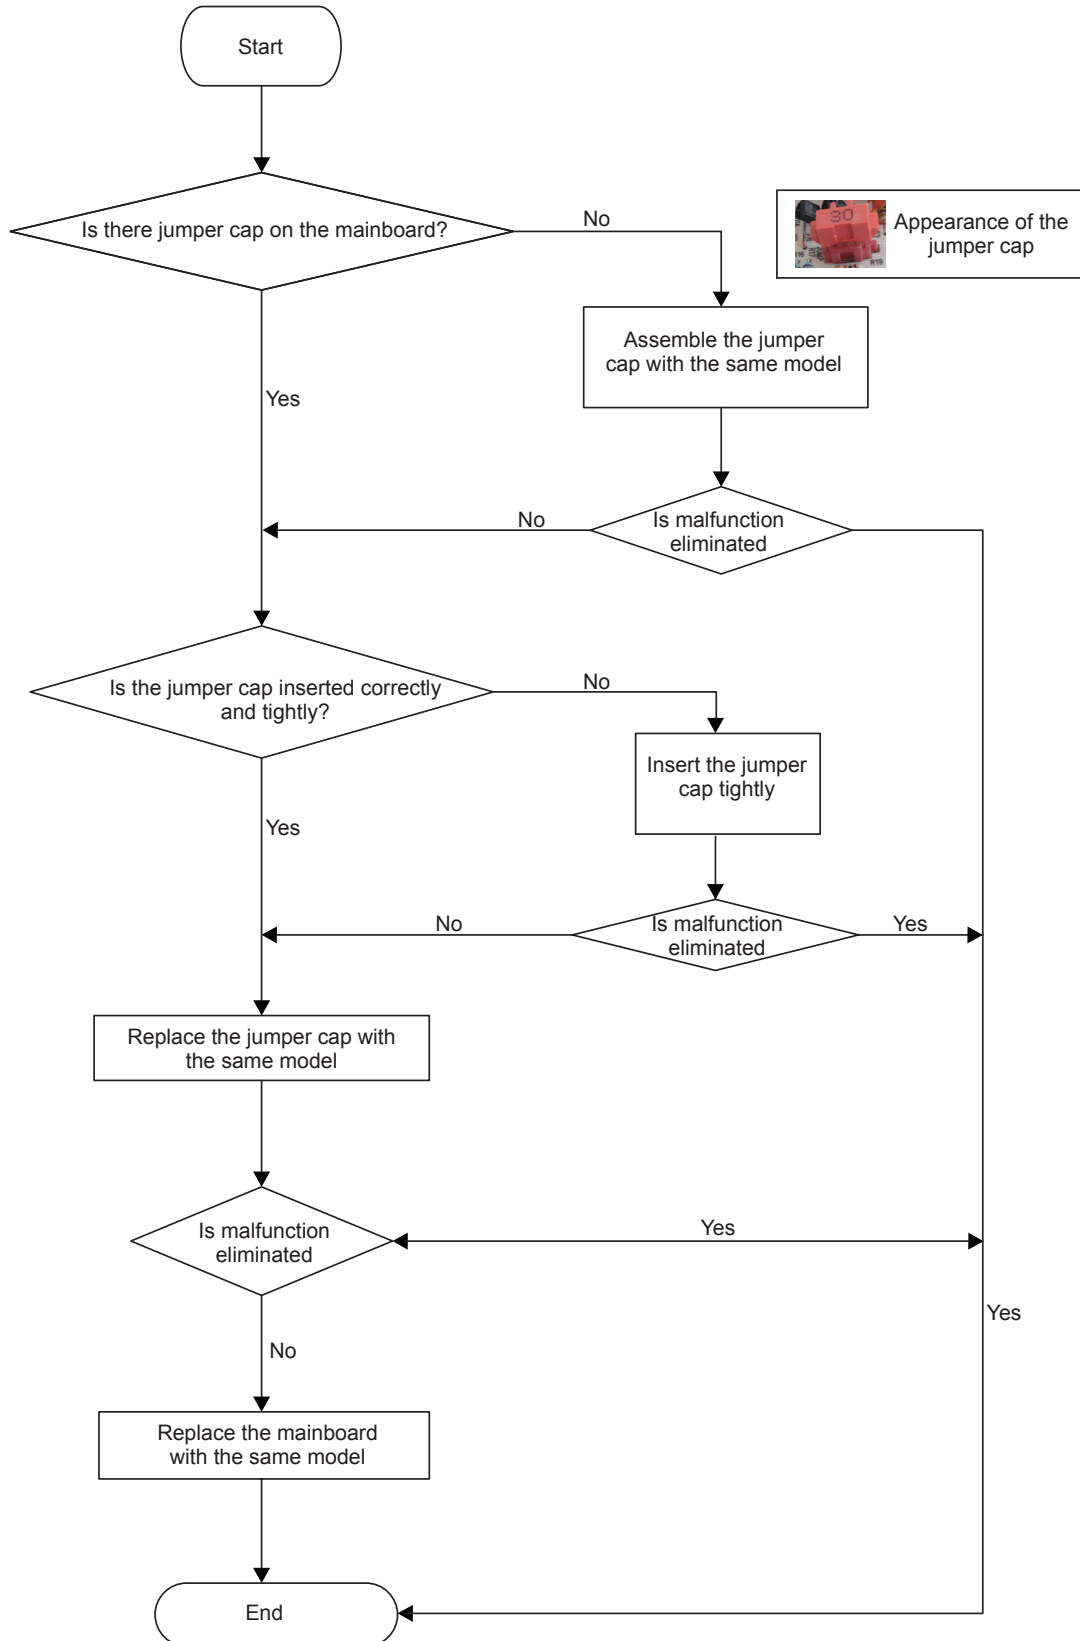 Start
Is there jumper cap on the mainboard?
No
30
R19
Appearance of the
jumper cap
Assemble the jumper
cap with the same model
Yes
No
Is malfunction
eliminated
Is the jumper cap inserted correctly
and tightly?
No
Insert the jumper
cap tightly
Yes
No
Is malfunction
eliminated
Yes
Replace the jumper cap with
the same model
Is malfunction
eliminated
Yes
Yes
No
Replace the mainboard
with the same model
End